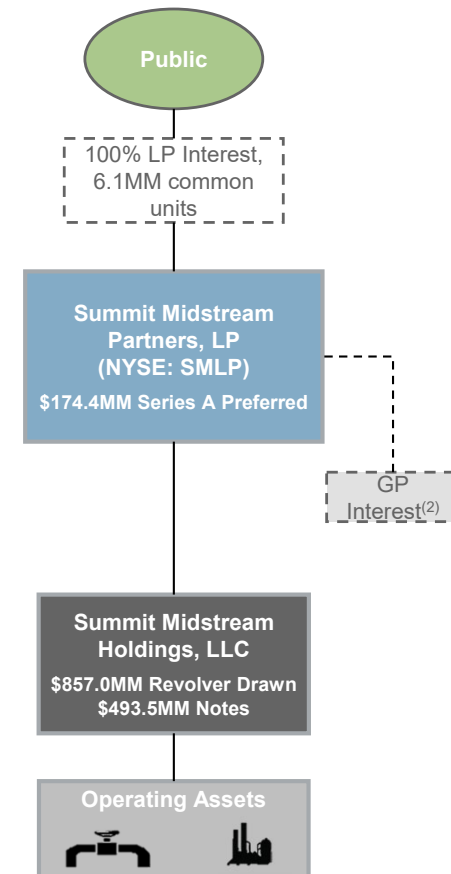 Public
100% LP Interest,
6.1MM common
units
Summit Midstream
Partners, LP
(NYSE: SMLP)
$174.4MM Series A Preferred
GP
Interest(2)
Summit Midstream
Holdings, LLC
$857.0MM Revolver Drawn
$493.5MM Notes
Operating Assets